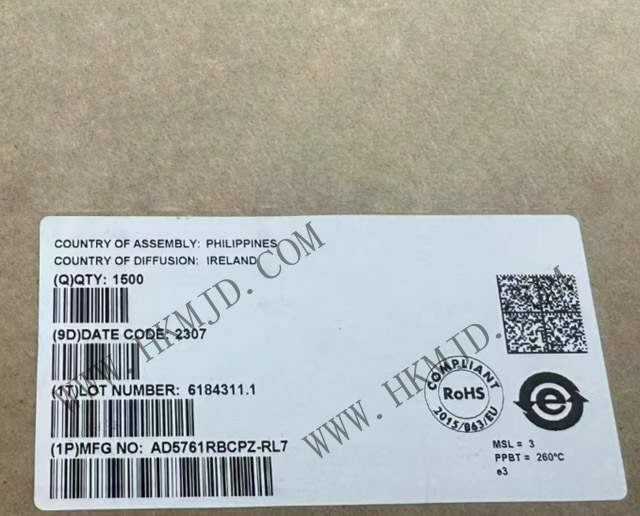 COUNTRY OF ASSEMBLY: PHILIPPINES
COUNTRY OF DIFFUSION: IRELAND
(Q)QTY: 1500
(9D)DATE CODE: 2307
(1T)LOT NUMBER: 6184311.1
(1P)MFG NO: AD5761RBCPZ-RL7
COMPLIANT
RoHS
2015/863/EU
e
MSL = 3
PPBT = 260°C
e3
WWW.HKMJD.COM
WWW.HKMJD.COM